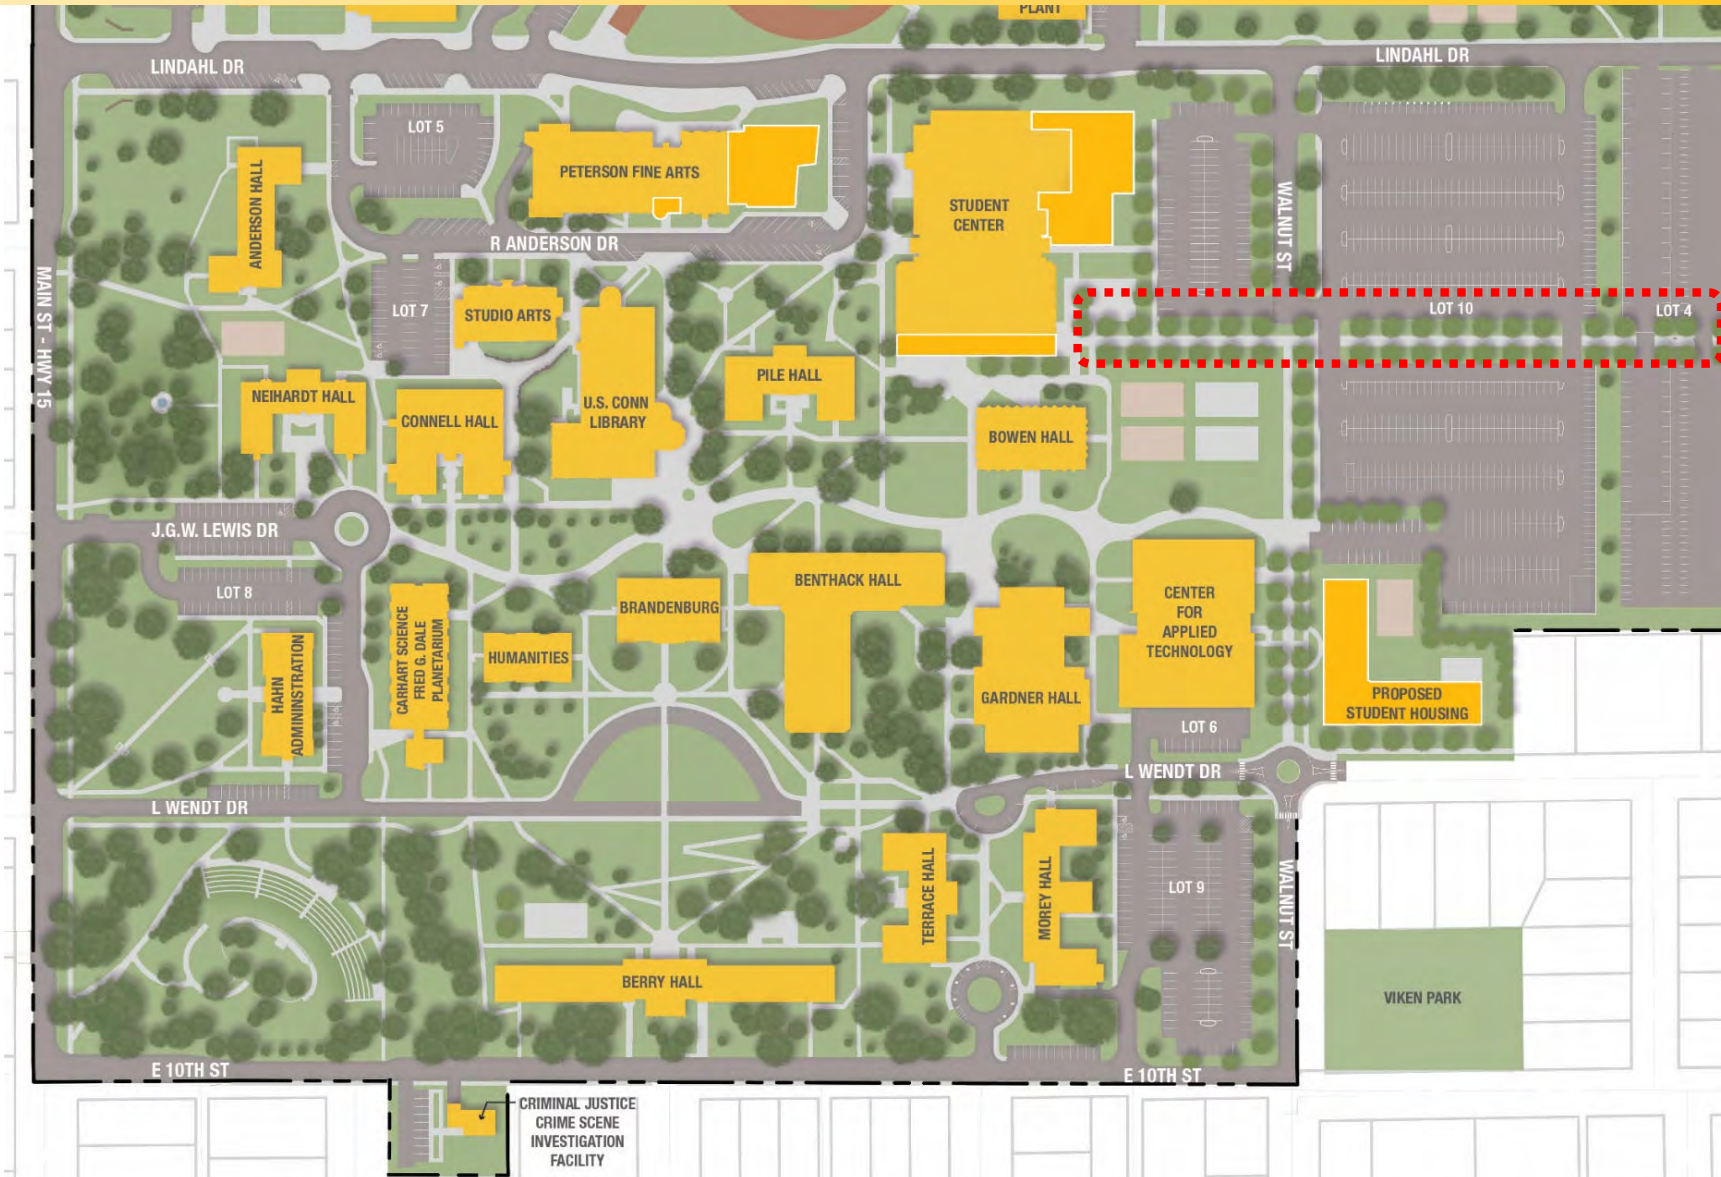 PLANT
LINDAHL DR
LINDAHL DR
LOT 5
PETERSON FINE ARTS
ANDERSON HALL
STUDENT
CENTER
WALNUT ST
R ANDERSON DR
MAIN ST - HWY 15
LOT 7
STUDIO ARTS
LOT 10
LOT 4
NEIHARDT HALL
CONNELL HALL
U.S. CONN
LIBRARY
PILE HALL
BOWEN HALL
J.G.W. LEWIS DR
LOT 8
BENTHACK HALL
BRANDENBURG
CENTER
FOR
APPLIED
TECHNOLOGY
CARHART SCIENCE
FRED G. DALE
PLANETARIUM
HUMANITIES
HAHN
ADMININSTRATION
GARDNER HALL
PROPOSED
STUDENT HOUSING
LOT 6
L WENDT DR
L WENDT DR
TERRACE HALL
MOREY HALL
LOT 9
WALNUT ST
BERRY HALL
VIKEN PARK
E 10TH ST
E 10TH ST
CRIMINAL JUSTICE
CRIME SCENE
INVESTIGATION
FACILITY